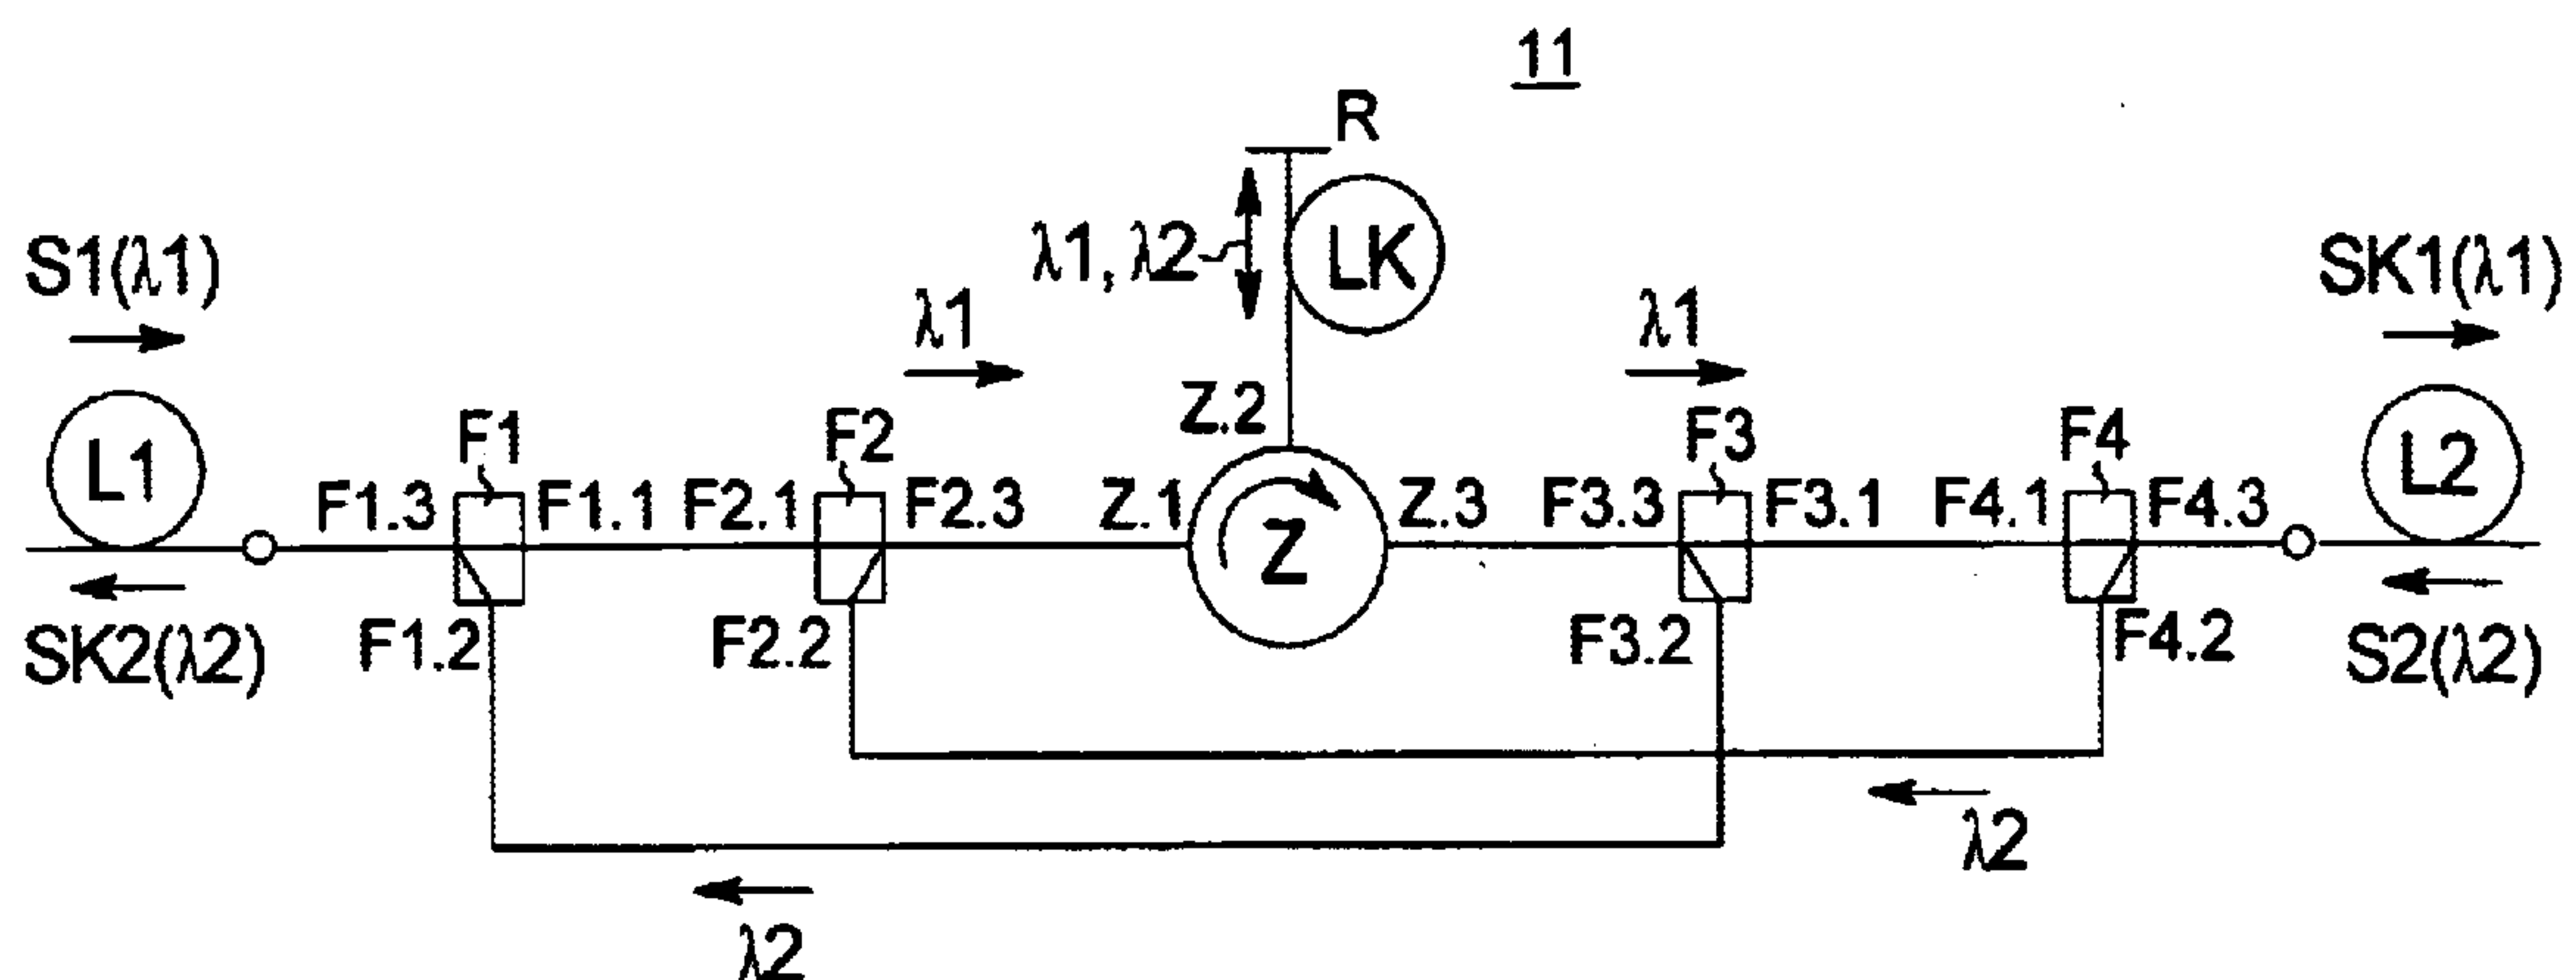 11
R
λ1, λ2
LK
S1(λ1)
SK1(λ1)
λ1
λ1
Z.2
L1
F1
F2
F3
F4
L2
F1.3
F1.1
F2.1
F2.3
Z.1
Z
Z.3
F3.3
F3.1
F4.1
F4.3
SK2(λ2)
F1.2
F2.2
F3.2
F4.2
S2(λ2)
λ2
λ2